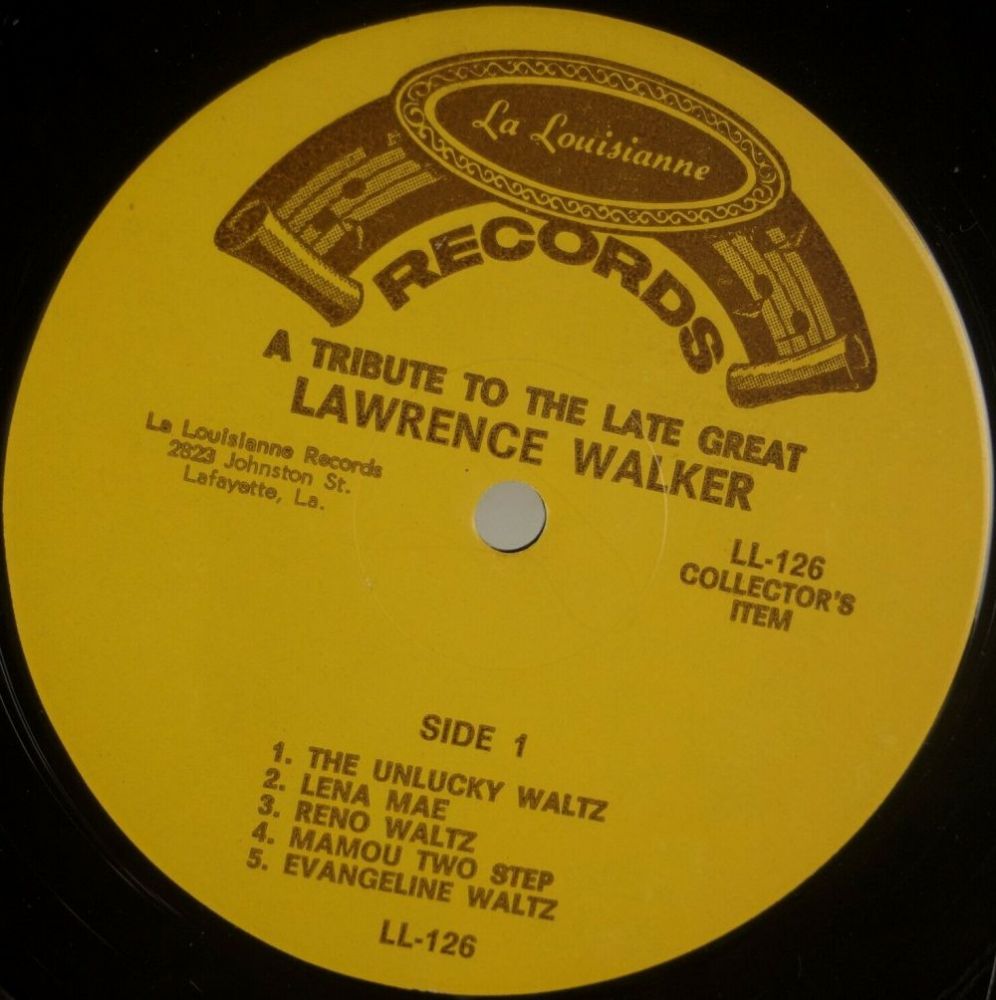 La Louisianne
RECORDS
A TRIBUTE TO THE LATE GREAT
LAWRENCE WALKER
La Louisianne Records
2823 Johnston St.
Lafayette, La.
LL-126
COLLECTOR'S
ITEM
SIDE 1
1. THE UNLUCKY WALTZ
2. LENA MAE
3. RENO WALTZ
4. MAMOU TWO STEP
5. EVANGELINE WALTZ
LL-126